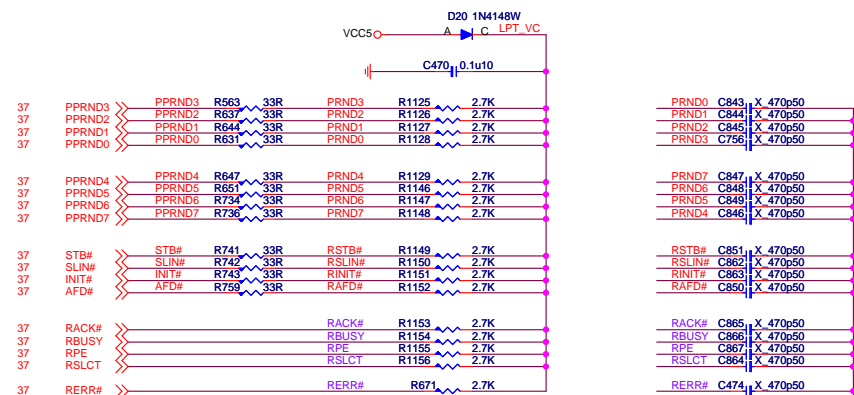 D20 1N4148W
VCC5 A C LPT_VC
C470 0.1u10
37 PPRND3 PPRND3 R563 33R PRND3 R1125 2.7K PRND0 C843 X_470p50
37 PPRND2 PPRND2 R637 33R PRND2 R1126 2.7K PRND1 C844 X_470p50
37 PPRND1 PPRND1 R644 33R PRND1 R1127 2.7K PRND2 C845 X_470p50
37 PPRND0 PPRND0 R631 33R PRND0 R1128 2.7K PRND3 C756 X_470p50
37 PPRND4 PPRND4 R647 33R PRND4 R1129 2.7K PRND7 C847 X_470p50
37 PPRND5 PPRND5 R651 33R PRND5 R1146 2.7K PRND6 C848 X_470p50
37 PPRND6 PPRND6 R734 33R PRND6 R1147 2.7K PRND5 C849 X_470p50
37 PPRND7 PPRND7 R736 33R PRND7 R1148 2.7K PRND4 C846 X_470p50
37 STB# STB# R741 33R RSTB# R1149 2.7K RSTB# C851 X_470p50
37 SLIN# SLIN# R742 33R RSLIN# R1150 2.7K RSLIN# C862 X_470p50
37 INIT# INIT# R743 33R RINIT# R1151 2.7K RINIT# C863 X_470p50
37 AFD# AFD# R759 33R RAFD# R1152 2.7K RAFD# C850 X_470p50
37 RACK# RACK# R1153 2.7K RACK# C865 X_470p50
37 RBUSY RBUSY R1154 2.7K RBUSY C866 X_470p50
37 RPE RPE R1155 2.7K RPE C867 X_470p50
37 RSLCT RSLCT R1156 2.7K RSLCT C864 X_470p50
37 RERR# RERR# R671 2.7K RERR# C474 X_470p50